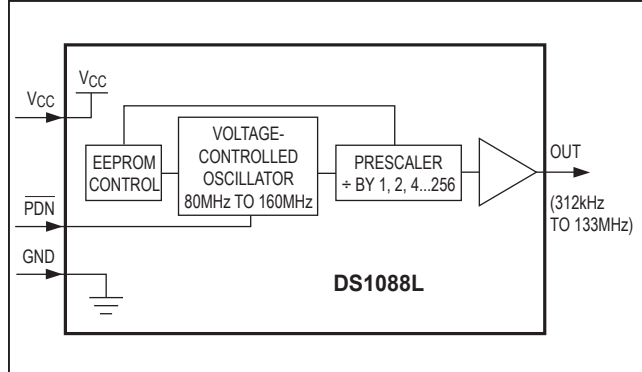 VCC
VCC
PDN
GND
EEPROM
CONTROL
VOLTAGE-
CONTROLLED
OSCILLATOR
80MHz TO 160MHz
PRESCALER
÷ BY 1, 2, 4...256
OUT
(312kHz
TO 133MHz)
DS1088L